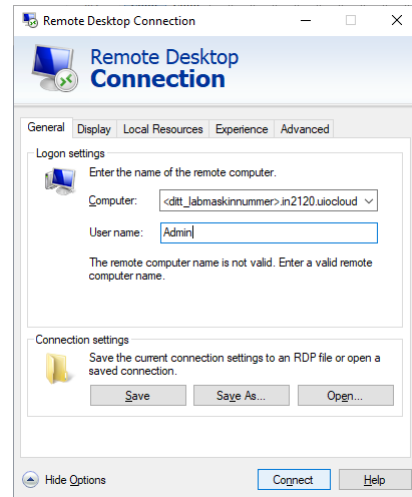 Remote Desktop Connection
Remote Desktop
Connection
General Display Local Resources Experience Advanced
Logon settings
Enter the name of the remote computer.
Computer: <ditt_labmaskinnummer>.in2120.uiocloud
User name: Admin
The remote computer name is not valid. Enter a valid remote
computer name.
Connection settings
Save the current connection settings to an RDP file or open a
saved connection.
Save Save As... Open...
Hide Options Connect Help